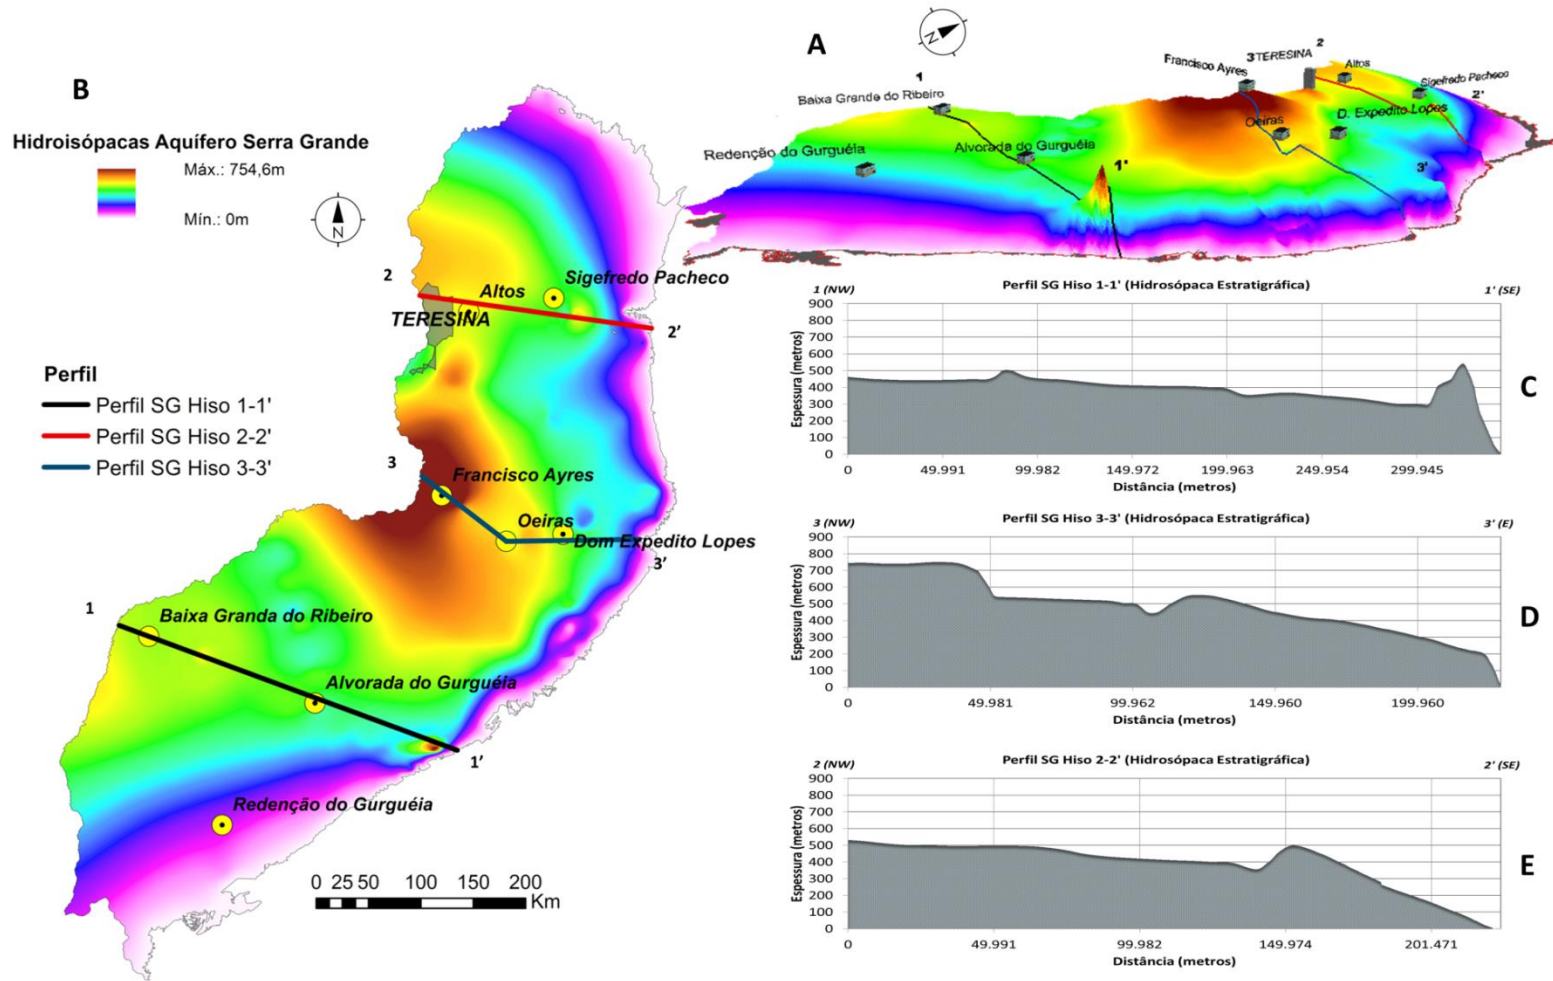 B
Hidroisópacas Aquífero Serra Grande
Máx.: 754,6m
Mín.: 0m
N
Perfil
Perfil SG Hiso 1-1'
Perfil SG Hiso 2-2'
Perfil SG Hiso 3-3'
2
Altos
Sigefredo Pacheco
TERESINA
2'
3
Francisco Ayres
Oeiras
Dom Expedito Lopes
3'
1
Baixa Granda do Ribeiro
Alvorada do Gurguéia
1'
Redenção do Gurguéia
0 25 50 100 150 200
Km
A
N
1
Baixa Grande do Ribeiro
Redenção do Gurguéia
Alvorada do Gurguéia
1'
Francisco Ayres
3 TERESINA
2
Altos
Sigefredo Pacheco
2'
Oeiras
D. Expedito Lopes
3'
1 (NW)
Perfil SG Hiso 1-1' (Hidrosópaca Estratigráfica)
1' (SE)
Espessura (metros)
900
800
700
600
500
400
300
200
100
0
0 49.991 99.982 149.972 199.963 249.954 299.945
Distância (metros)
C
3 (NW)
Perfil SG Hiso 3-3' (Hidrosópaca Estratigráfica)
3' (E)
Espessura (metros)
900
800
700
600
500
400
300
200
100
0
0 49.981 99.962 149.960 199.960
Distância (metros)
D
2 (NW)
Perfil SG Hiso 2-2' (Hidrosópaca Estratigráfica)
2' (SE)
Espessura (metros)
900
800
700
600
500
400
300
200
100
0
0 49.991 99.982 149.974 201.471
Distância (metros)
E